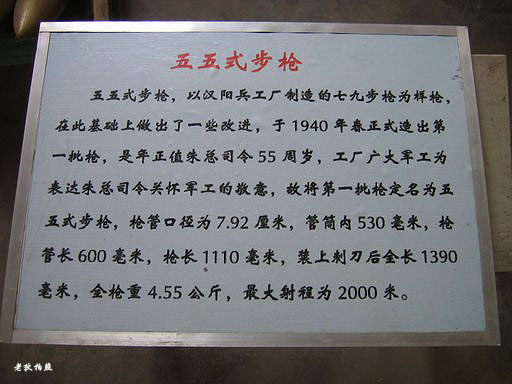 五五式步枪
五五式步枪，以汉阳兵工厂制造的七九步枪为样枪，
在此基础上做出了一些改进，于1940年春正式造出第
一批枪，是年正值朱总司令55周岁，工厂广大军工为
表达朱总司令关怀军工的敬意，故将第一批枪定名为五
五式步枪，枪管口径为7.92厘米，管筒内530毫米，枪
管长600毫米，枪长1110毫米，装上刺刀后全长1390
毫米，全枪重4.55公斤，最大射程为2000米。
老狄拍照